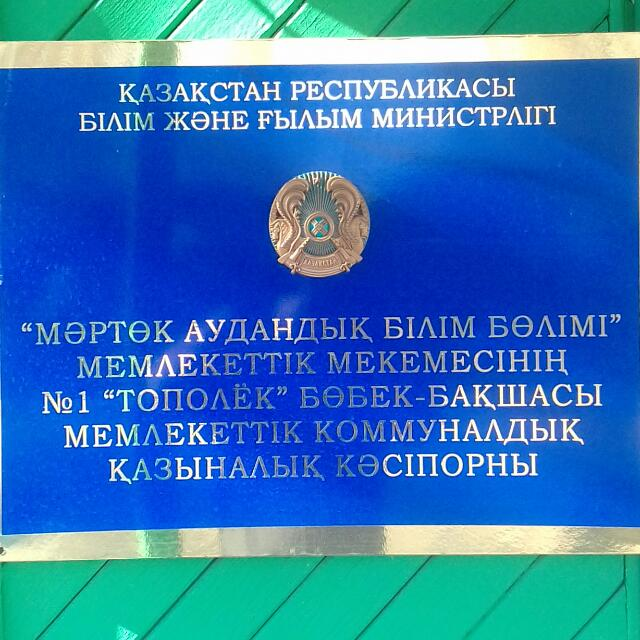 ҚАЗАҚСТАН РЕСПУБЛИКАСЫ
БІЛІМ ЖӘНЕ ҒЫЛЫМ МИНИСТРЛІГІ
ҚАЗАҚСТАН
“МӘРТӨК АУДАНДЫҚ БІЛІМ БӨЛІМІ”
МЕМЛЕКЕТТІК МЕКЕМЕСІНІҢ
№1 “ТОПОЛЁК” БӨБЕК-БАҚШАСЫ
МЕМЛЕКЕТТІК КОММУНАЛДЫҚ
ҚАЗЫНАЛЫҚ КӘСІПОРНЫ